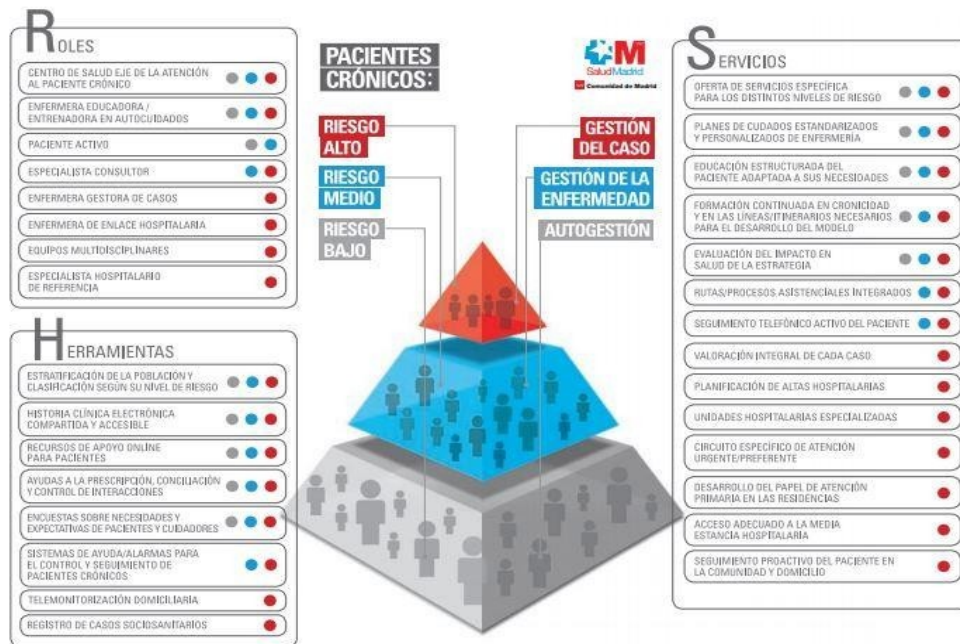 ROLES
CENTRO DE SALUD EJE DE LA ATENCIÓN
AL PACIENTE CRÓNICO
ENFERMERA EDUCADORA /
ENTRENADORA EN AUTOCUIDADOS
PACIENTE ACTIVO
ESPECIALISTA CONSULTOR
ENFERMERA GESTORA DE CASOS
ENFERMERA DE ENLACE HOSPITALARIA
EQUIPOS MULTIDISCIPLINARES
ESPECIALISTA HOSPITALARIO
DE REFERENCIA
HERRAMIENTAS
ESTRATIFICACIÓN DE LA POBLACIÓN Y
CLASIFICACIÓN SEGÚN SU NIVEL DE RIESGO
HISTORIA CLÍNICA ELECTRÓNICA
COMPARTIDA Y ACCESIBLE
RECURSOS DE APOYO ONLINE
PARA PACIENTES
AYUDAS A LA PRESCRIPCIÓN, CONCILIACIÓN
Y CONTROL DE INTERACCIONES
ENCUESTAS SOBRE NECESIDADES Y
EXPECTATIVAS DE PACIENTES Y CUIDADORES
SISTEMAS DE AYUDA/ALARMAS PARA
EL CONTROL Y SEGUIMIENTO DE
PACIENTES CRÓNICOS
TELEMONITORIZACIÓN DOMICILIARIA
REGISTRO DE CASOS SOCIOSANITARIOS
PACIENTES
CRÓNICOS:
M
SaludMadrid
Comunidad de Madrid
RIESGO
ALTO
RIESGO
MEDIO
RIESGO
BAJO
GESTIÓN
DEL CASO
GESTIÓN DE LA
ENFERMEDAD
AUTOGESTIÓN
SERVICIOS
OFERTA DE SERVICIOS ESPECÍFICA
PARA LOS DISTINTOS NIVELES DE RIESGO
PLANES DE CUDADOS ESTANDARIZADOS
Y PERSONALIZADOS DE ENFERMERÍA
EDUCACIÓN ESTRUCTURADA DEL
PACIENTE ADAPTADA A SUS NECESIDADES
FORMACIÓN CONTINUADA EN CRONICIDAD
Y EN LAS LÍNEAS/ITINERARIOS NECESARIOS
PARA EL DESARROLLO DEL MODELO
EVALUACIÓN DEL IMPACTO EN
SALUD DE LA ESTRATEGIA
RUTAS/PROCESOS ASISTENCIALES INTEGRADOS
SEGUIMIENTO TELEFÓNICO ACTIVO DEL PACIENTE
VALORACIÓN INTEGRAL DE CADA CASO
PLANIFICACIÓN DE ALTAS HOSPITALARIAS
UNIDADES HOSPITALARIAS ESPECIALIZADAS
CIRCUITO ESPECÍFICO DE ATENCIÓN
URGENTE/PREFERENTE
DESARROLLO DEL PAPEL DE ATENCIÓN
PRIMARIA EN LAS RESIDENCIAS
ACCESO ADECUADO A LA MEDIA
ESTANCIA HOSPITALARIA
SEGUIMIENTO PROACTIVO DEL PACIENTE EN
LA COMUNIDAD Y DOMICILIO